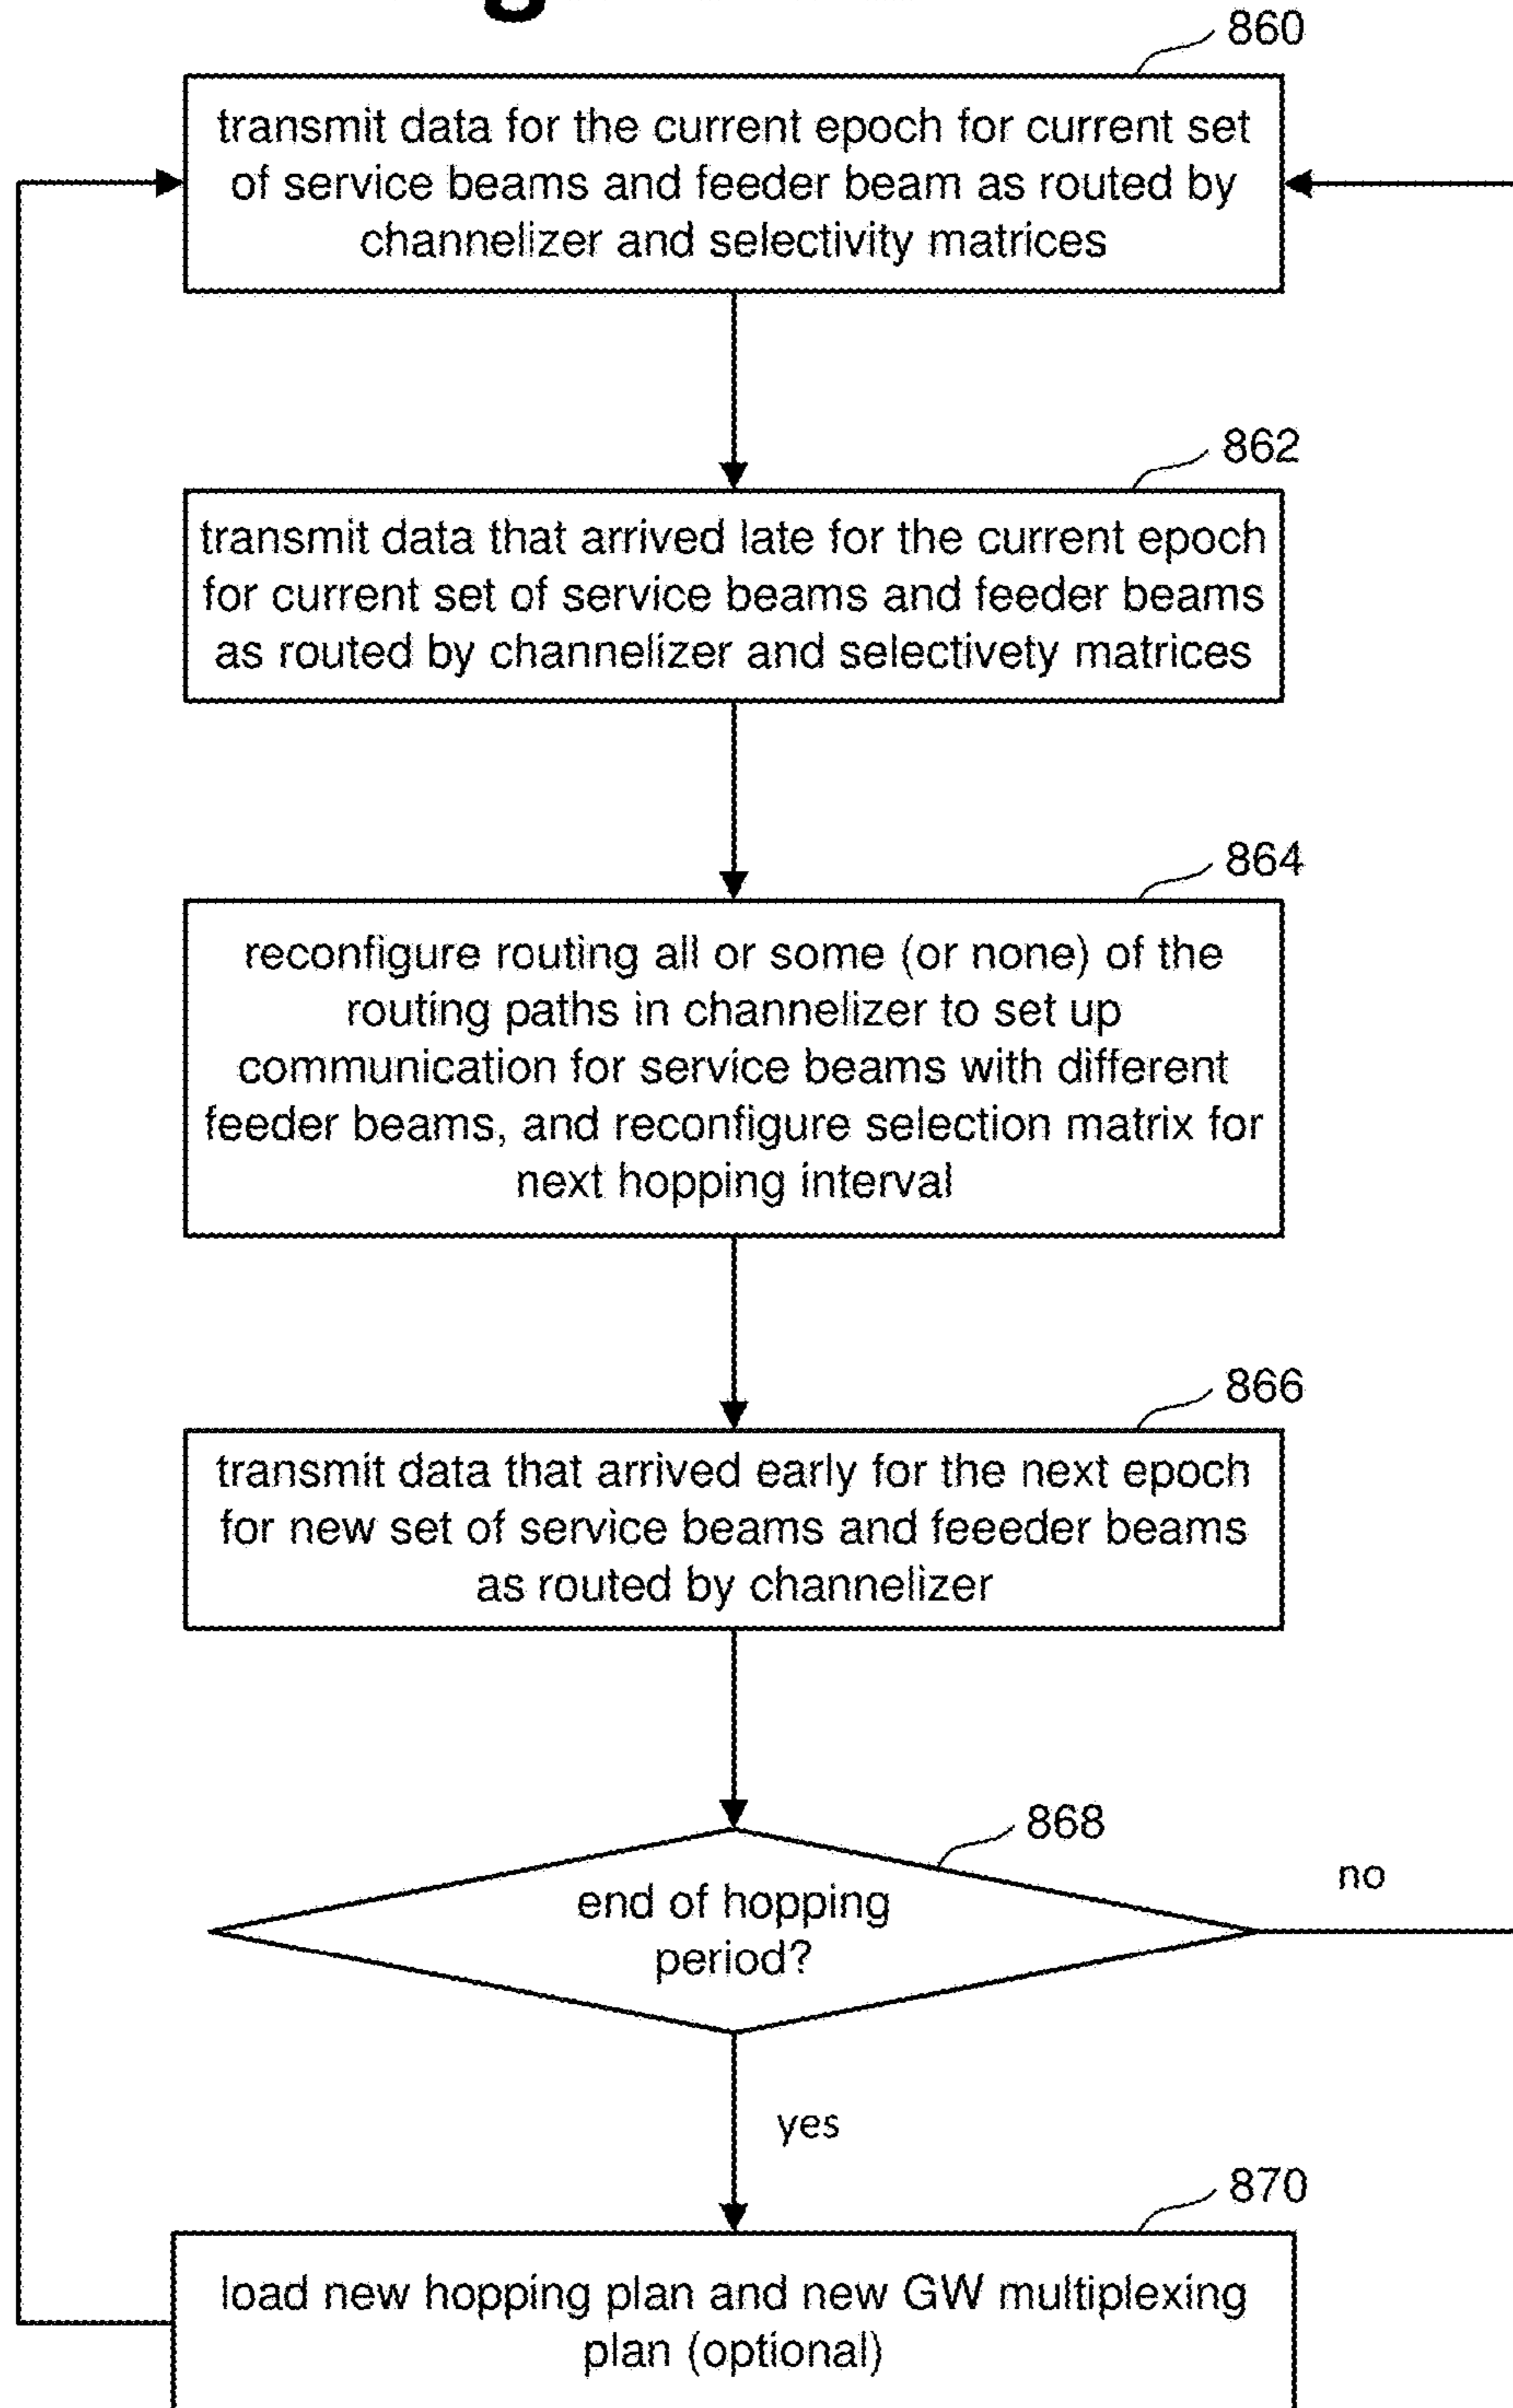 860
transmit data for the current epoch for current set
of service beams and feeder beam as routed by
channelizer and selectivity matrices
862
transmit data that arrived late for the current epoch
for current set of service beams and feeder beams
as routed by channelizer and selectivety matrices
864
reconfigure routing all or some (or none) of the
routing paths in channelizer to set up
communication for service beams with different
feeder beams, and reconfigure selection matrix for
next hopping interval
866
transmit data that arrived early for the next epoch
for new set of service beams and feeeder beams
as routed by channelizer
868
end of hopping
period?
no
yes
870
load new hopping plan and new GW multiplexing
plan (optional)